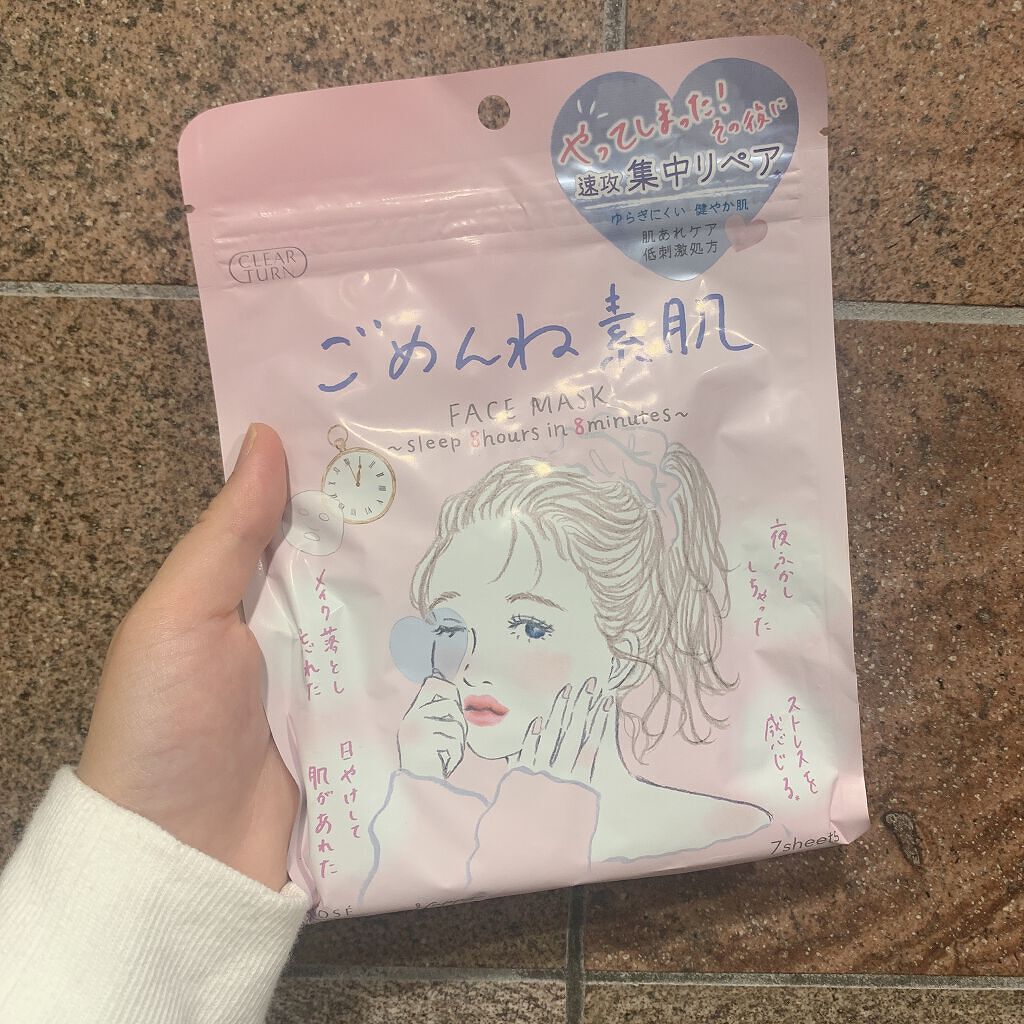 やってしまった!
その後に
速攻 集中リペア
ゆらぎにくい 健やか肌
肌あれケア
低刺激処方
CLEAR
TURN
ごめんね素肌
FACE MASK
~sleep 8hours in 8minutes~
メイク落とし
忘れた
夜ふかし
しちゃった
ストレスを
感じる。
日やけして
肌があれた
7sheets
OSÉ